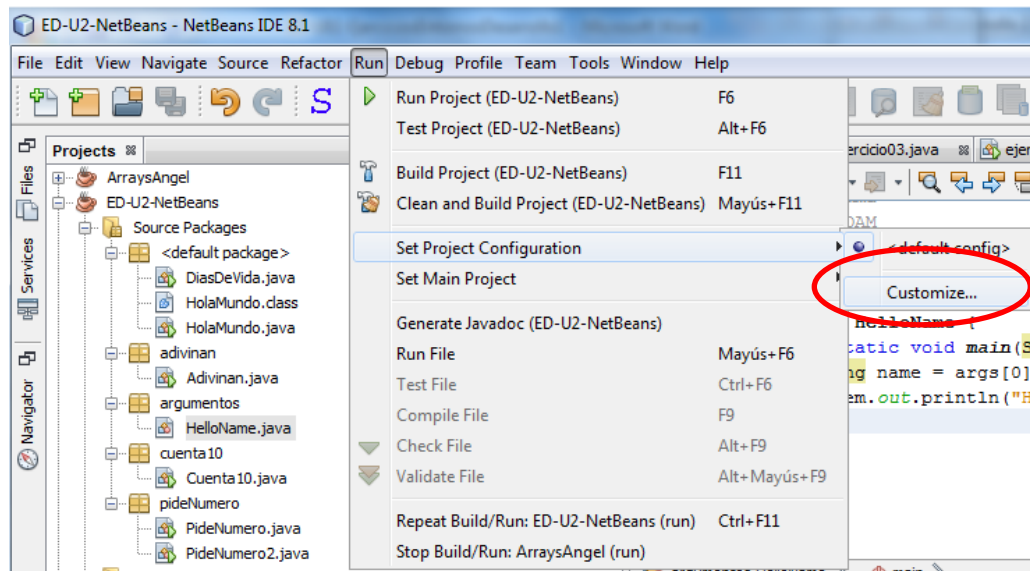 ED-U2-NetBeans - NetBeans IDE 8.1
File Edit View Navigate Source Refactor Run Debug Profile Team Tools Window Help
S
Projects
Files
Services
Navigator
ArraysAngel
ED-U2-NetBeans
Source Packages
<default package>
DiasDeVida.java
HolaMundo.class
HolaMundo.java
adivinan
Adivinan.java
argumentos
HelloName.java
cuenta10
Cuenta10.java
pideNumero
PideNumero.java
PideNumero2.java
Run Project (ED-U2-NetBeans) F6
Test Project (ED-U2-NetBeans) Alt+F6
Build Project (ED-U2-NetBeans) F11
Clean and Build Project (ED-U2-NetBeans) Mayús+F11
Set Project Configuration
Set Main Project
Generate Javadoc (ED-U2-NetBeans)
Run File Mayús+F6
Test File Ctrl+F6
Compile File F9
Check File Alt+F9
Validate File Alt+Mayús+F9
Repeat Build/Run: ED-U2-NetBeans (run) Ctrl+F11
Stop Build/Run: ArraysAngel (run)
<default config>
Customize...
ercicio03.java ejer
DAM
HelloName {
tatic void main(S
ng name = args[0]
em.out.println("H
main